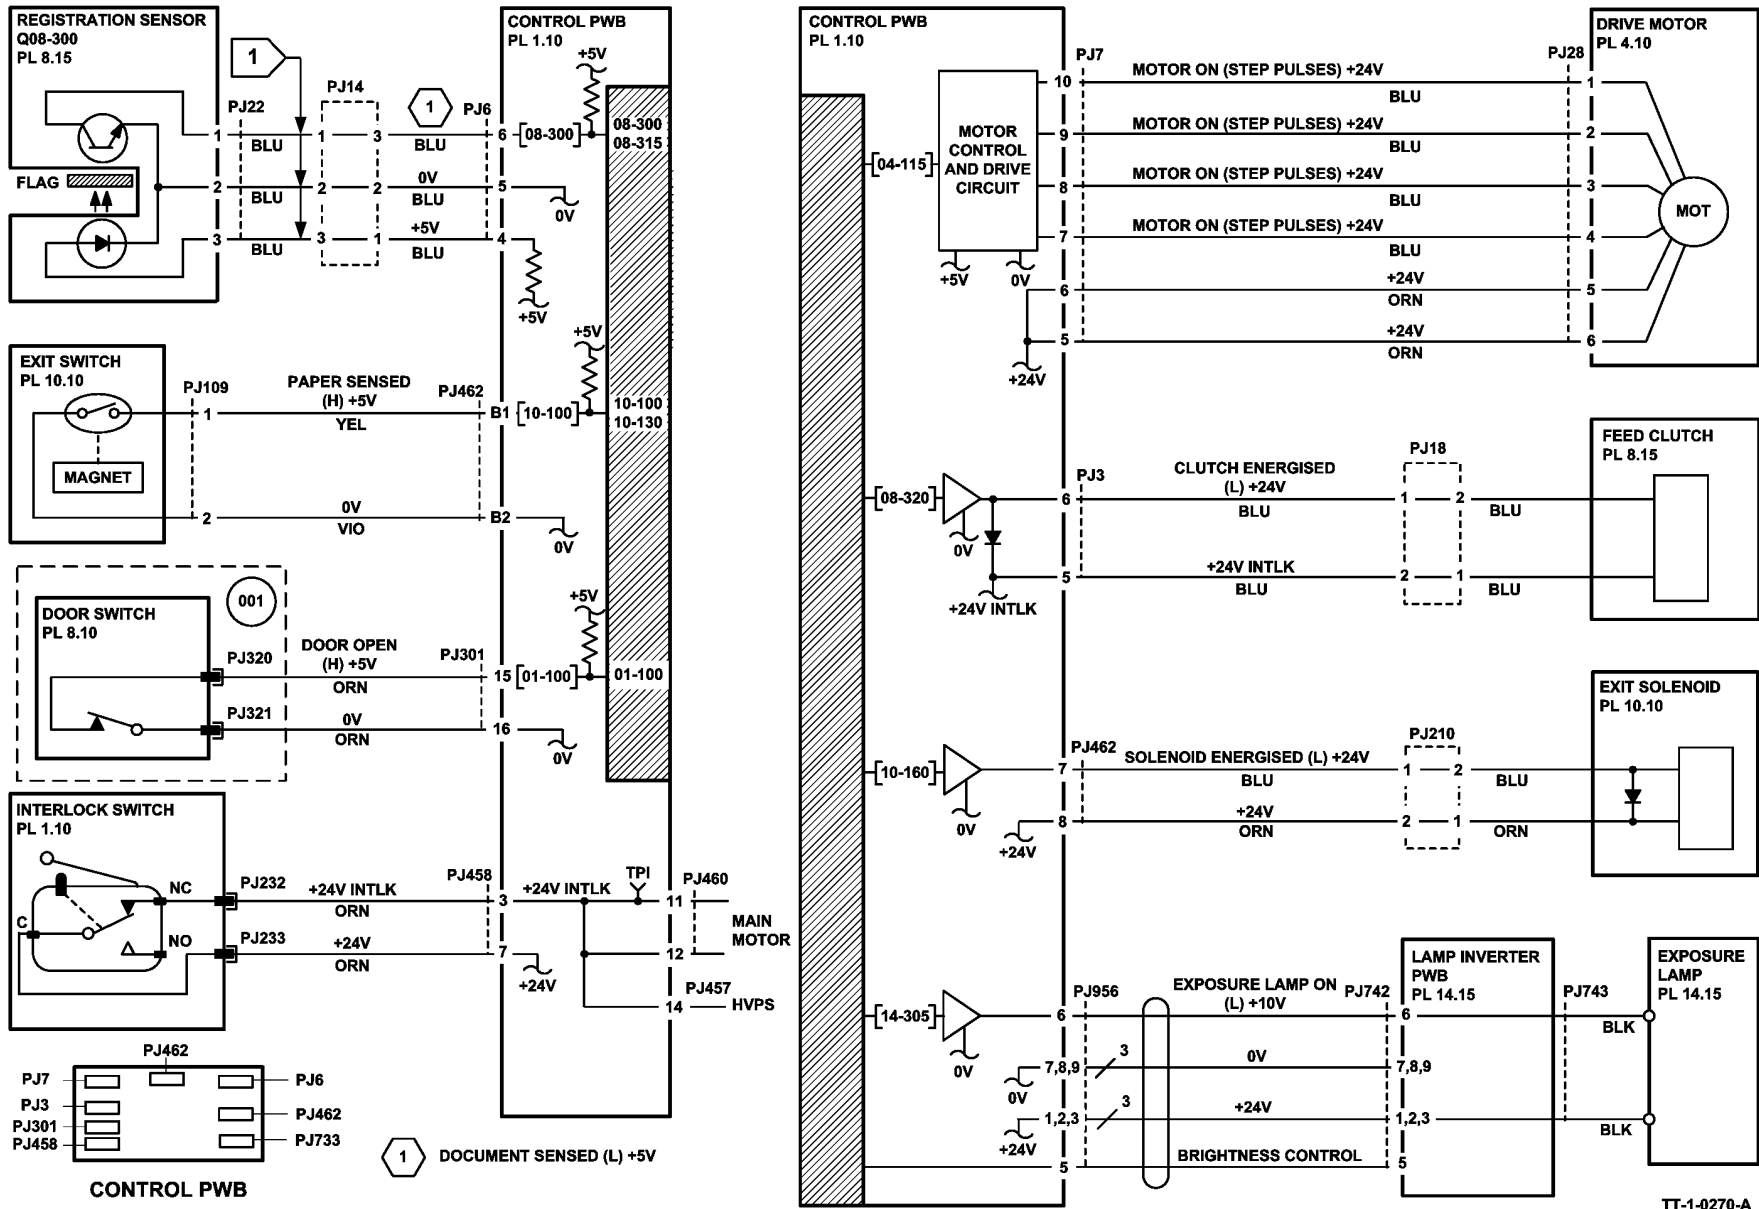 REGISTRATION SENSOR
Q08-300
PL 8.15
1
PJ14
PJ22
1
PJ6
CONTROL PWB
PL 1.10
+5V
1
BLU
1
3
BLU
6
[08-300]
08-300
08-315
FLAG
2
BLU
2
2
0V
BLU
5
0V
3
BLU
3
1
+5V
BLU
4
+5V
EXIT SWITCH
PL 10.10
MAGNET
PJ109
PAPER SENSED
(H) +5V
YEL
PJ462
1
B1
[10-100]
+5V
10-100
10-130
2
0V
VIO
B2
0V
001
DOOR SWITCH
PL 8.10
PJ320
DOOR OPEN
(H) +5V
ORN
PJ301
15
[01-100]
+5V
01-100
PJ321
0V
ORN
16
0V
INTERLOCK SWITCH
PL 1.10
NC
C
NO
PJ232
+24V INTLK
ORN
PJ458
3
+24V INTLK
TPI
PJ460
11
MAIN
MOTOR
PJ233
+24V
ORN
7
+24V
12
PJ457
14
HVPS
PJ462
PJ7
PJ6
PJ3
PJ462
PJ301
PJ458
PJ733
CONTROL PWB
1
DOCUMENT SENSED (L) +5V
CONTROL PWB
PL 1.10
[04-115]
MOTOR
CONTROL
AND DRIVE
CIRCUIT
+5V
0V
PJ7
PJ28
DRIVE MOTOR
PL 4.10
10
MOTOR ON (STEP PULSES) +24V
BLU
1
9
MOTOR ON (STEP PULSES) +24V
BLU
2
8
MOTOR ON (STEP PULSES) +24V
BLU
3
MOT
7
MOTOR ON (STEP PULSES) +24V
BLU
4
6
+24V
ORN
5
5
+24V
ORN
6
+24V
[08-320]
0V
+24V INTLK
PJ3
6
CLUTCH ENERGISED
(L) +24V
BLU
PJ18
1
2
BLU
FEED CLUTCH
PL 8.15
5
+24V INTLK
BLU
2
1
BLU
[10-160]
0V
PJ462
7
SOLENOID ENERGISED (L) +24V
BLU
PJ210
1
2
BLU
EXIT SOLENOID
PL 10.10
+24V
8
+24V
ORN
2
1
ORN
[14-305]
0V
PJ956
6
EXPOSURE LAMP ON
(L) +10V
PJ742
6
LAMP INVERTER
PWB
PL 14.15
PJ743
BLK
EXPOSURE
LAMP
PL 14.15
0V
7,8,9
3
0V
7,8,9
+24V
1,2,3
3
+24V
1,2,3
BLK
5
BRIGHTNESS CONTROL
5
TT-1-0270-A